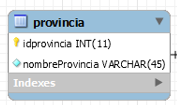 provincia
idprovincia INT(11)
nombreProvincia VARCHAR(45)
Indexes